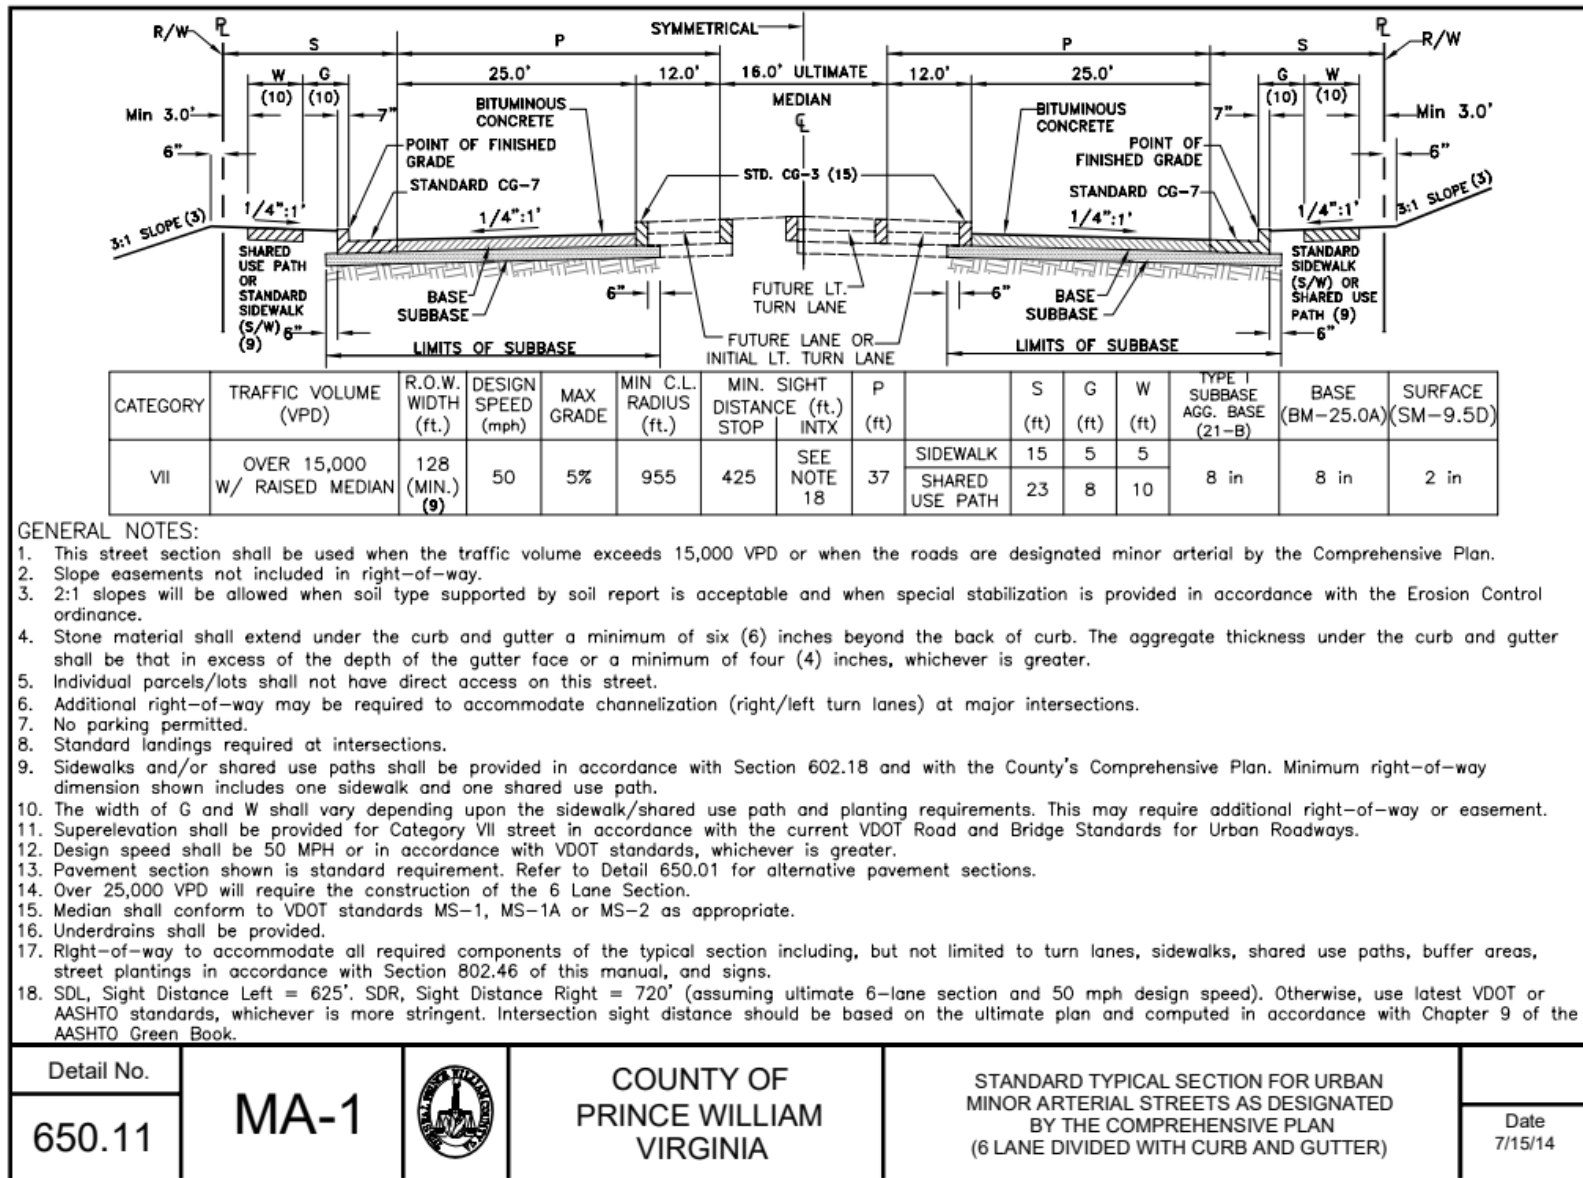 R/W
PL
S
P
SYMMETRICAL
P
S
PL
R/W
W
(10)
G
(10)
25.0'
12.0'
16.0' ULTIMATE
MEDIAN
CL
12.0'
25.0'
G
(10)
W
(10)
Min 3.0'
7"
BITUMINOUS
CONCRETE
BITUMINOUS
CONCRETE
7"
Min 3.0'
6"
POINT OF FINISHED
GRADE
POINT OF
FINISHED GRADE
6"
STANDARD CG-7
STD. CG-3 (15)
STANDARD CG-7
3:1 SLOPE (3)
1/4":1'
1/4":1'
1/4":1'
1/4":1'
3:1 SLOPE (3)
SHARED
USE PATH
OR
STANDARD
SIDEWALK
(S/W)
(9)
6"
BASE
SUBBASE
6"
FUTURE LT.
TURN LANE
6"
BASE
SUBBASE
STANDARD
SIDEWALK
(S/W) OR
SHARED USE
PATH (9)
6"
LIMITS OF SUBBASE
FUTURE LANE OR
INITIAL LT. TURN LANE
LIMITS OF SUBBASE
CATEGORY
TRAFFIC VOLUME
(VPD)
R.O.W.
WIDTH
(ft.)
DESIGN
SPEED
(mph)
MAX
GRADE
MIN C.L.
RADIUS
(ft.)
MIN. SIGHT
DISTANCE (ft.)
STOP INTX
P
(ft)
S
(ft)
G
(ft)
W
(ft)
TYPE I
SUBBASE
AGG. BASE
(21-B)
BASE
(BM-25.0A)
SURFACE
(SM-9.5D)
VII
OVER 15,000
W/ RAISED MEDIAN
128
(MIN.)
(9)
50
5%
955
425
SEE
NOTE
18
37
SIDEWALK 15 5 5
SHARED
USE PATH
23 8 10
8 in
8 in
2 in
GENERAL NOTES:
1. This street section shall be used when the traffic volume exceeds 15,000 VPD or when the roads are designated minor arterial by the Comprehensive Plan.
2. Slope easements not included in right-of-way.
3. 2:1 slopes will be allowed when soil type supported by soil report is acceptable and when special stabilization is provided in accordance with the Erosion Control
ordinance.
4. Stone material shall extend under the curb and gutter a minimum of six (6) inches beyond the back of curb. The aggregate thickness under the curb and gutter
shall be that in excess of the depth of the gutter face or a minimum of four (4) inches, whichever is greater.
5. Individual parcels/lots shall not have direct access on this street.
6. Additional right-of-way may be required to accommodate channelization (right/left turn lanes) at major intersections.
7. No parking permitted.
8. Standard landings required at intersections.
9. Sidewalks and/or shared use paths shall be provided in accordance with Section 602.18 and with the County's Comprehensive Plan. Minimum right-of-way
dimension shown includes one sidewalk and one shared use path.
10. The width of G and W shall vary depending upon the sidewalk/shared use path and planting requirements. This may require additional right-of-way or easement.
11. Superelevation shall be provided for Category VII street in accordance with the current VDOT Road and Bridge Standards for Urban Roadways.
12. Design speed shall be 50 MPH or in accordance with VDOT standards, whichever is greater.
13. Pavement section shown is standard requirement. Refer to Detail 650.01 for alternative pavement sections.
14. Over 25,000 VPD will require the construction of the 6 Lane Section.
15. Median shall conform to VDOT standards MS-1, MS-1A or MS-2 as appropriate.
16. Underdrains shall be provided.
17. RIght-of-way to accommodate all required components of the typical section including, but not limited to turn lanes, sidewalks, shared use paths, buffer areas,
street plantings in accordance with Section 802.46 of this manual, and signs.
18. SDL, Sight Distance Left = 625'. SDR, Sight Distance Right = 720' (assuming ultimate 6-lane section and 50 mph design speed). Otherwise, use latest VDOT or
AASHTO standards, whichever is more stringent. Intersection sight distance should be based on the ultimate plan and computed in accordance with Chapter 9 of the
AASHTO Green Book.
Detail No.
650.11
MA-1
COUNTY OF
PRINCE WILLIAM
VIRGINIA
STANDARD TYPICAL SECTION FOR URBAN
MINOR ARTERIAL STREETS AS DESIGNATED
BY THE COMPREHENSIVE PLAN
(6 LANE DIVIDED WITH CURB AND GUTTER)
Date
7/15/14